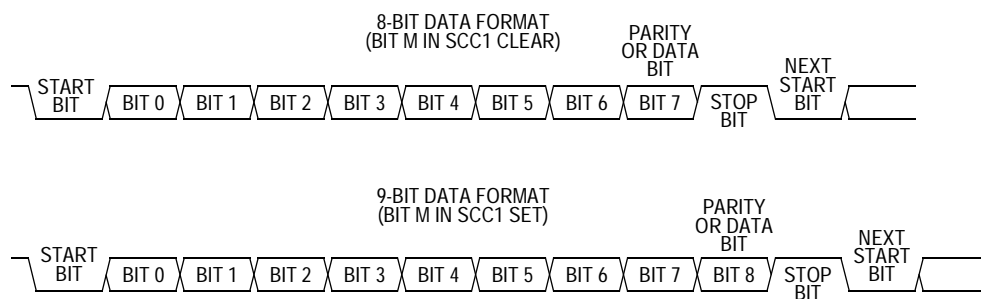 8-BIT DATA FORMAT
(BIT M IN SCC1 CLEAR)
PARITY
OR DATA
BIT
START
BIT
BIT 0
BIT 1
BIT 2
BIT 3
BIT 4
BIT 5
BIT 6
BIT 7
STOP
BIT
NEXT
START
BIT
9-BIT DATA FORMAT
(BIT M IN SCC1 SET)
PARITY
OR DATA
BIT
START
BIT
BIT 0
BIT 1
BIT 2
BIT 3
BIT 4
BIT 5
BIT 6
BIT 7
BIT 8
STOP
BIT
NEXT
START
BIT